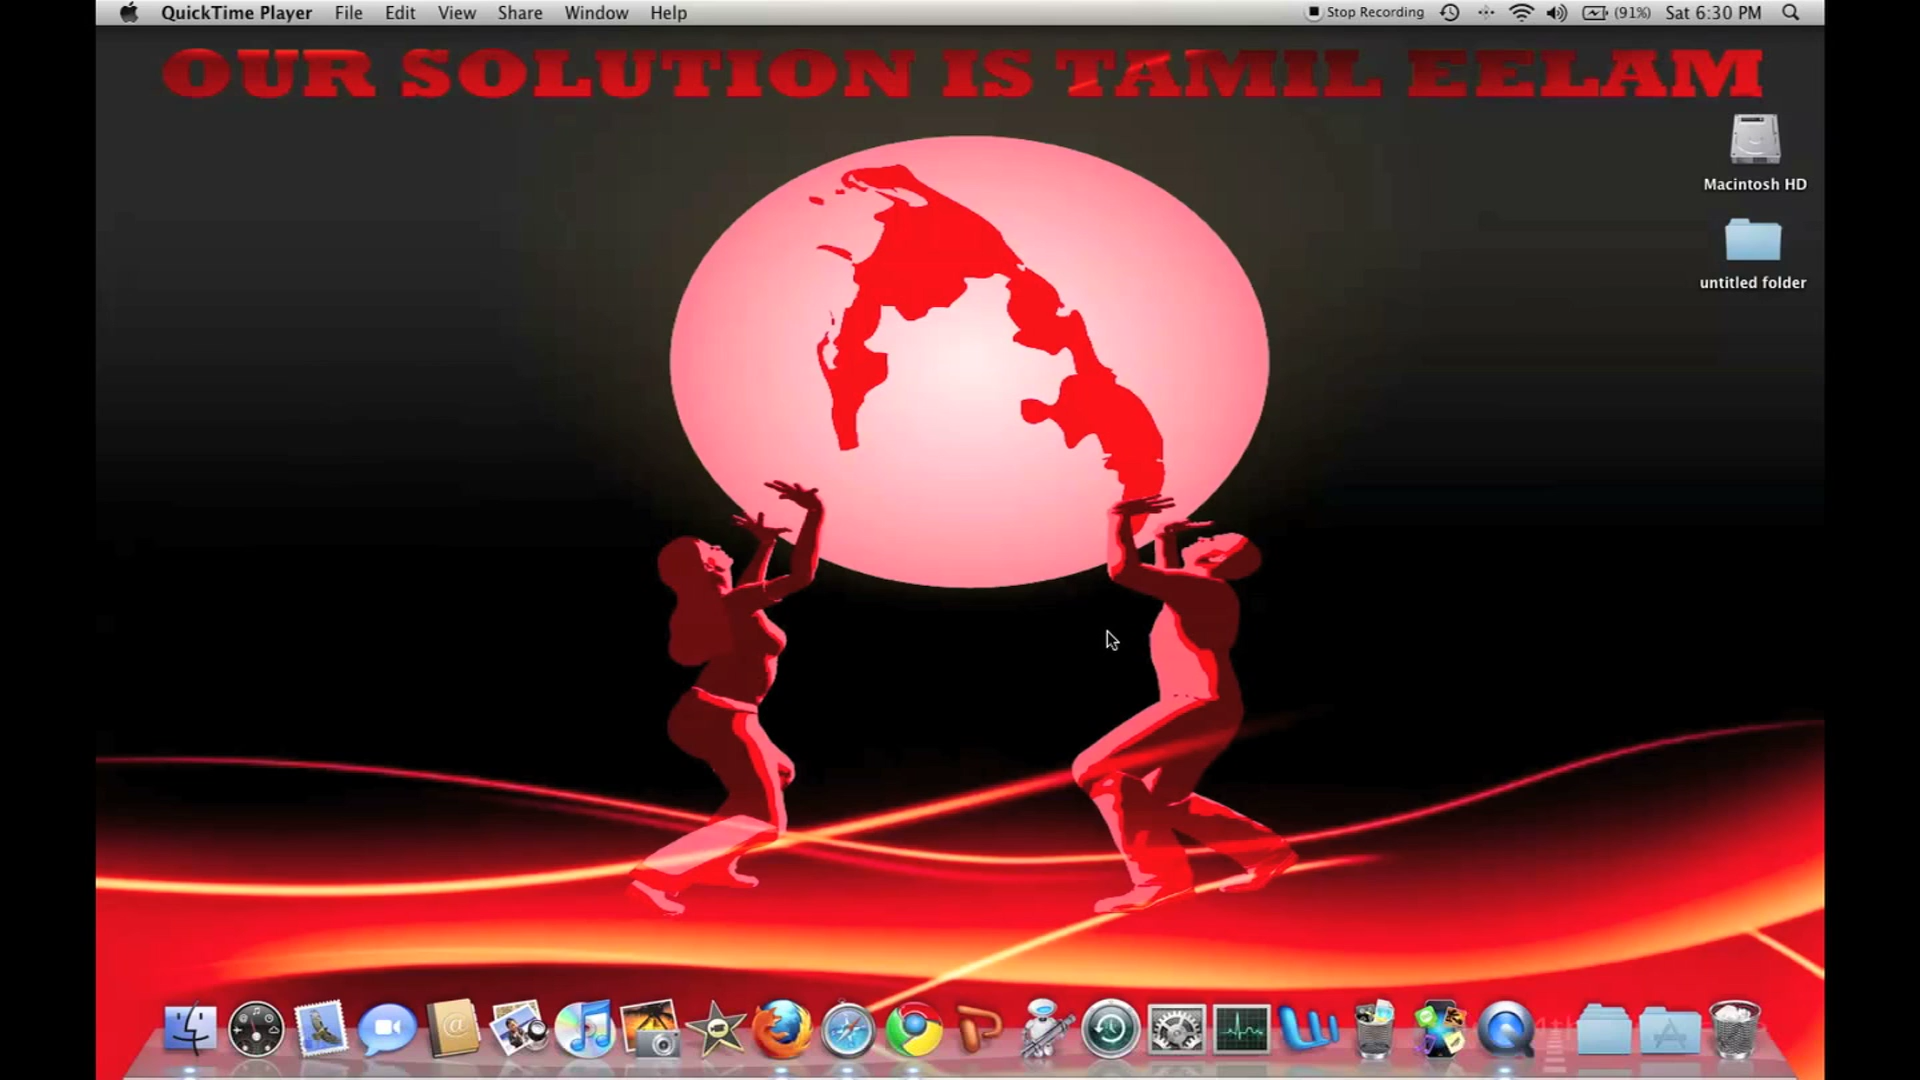 QuickTime Player File Edit View Share Window Help Stop Recording (91%) Sat 6:30 PM
OUR SOLUTION IS TAMIL EELAM
Macintosh HD
untitled folder